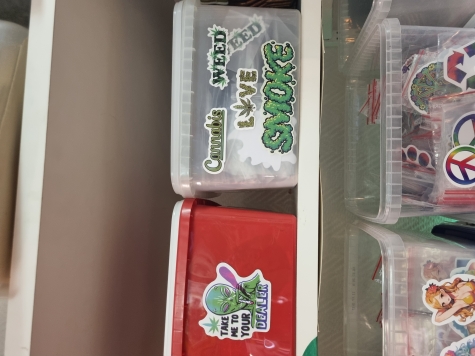 WEED
WEED
LOVE
SMOKE
Cannabis
TAKE
ME TO
YOUR
DEALER